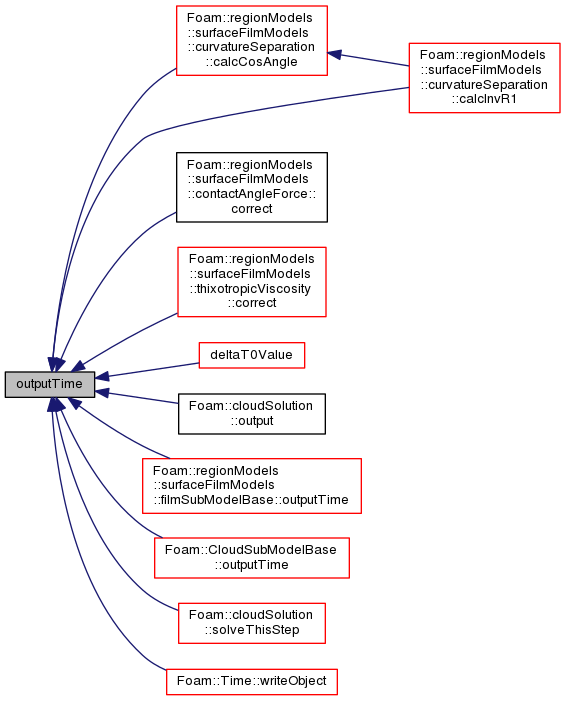 Foam::regionModels
::surfaceFilmModels
::curvatureSeparation
::calcCosAngle
Foam::regionModels
::surfaceFilmModels
::curvatureSeparation
::calcInvR1
Foam::regionModels
::surfaceFilmModels
::contactAngleForce::
correct
Foam::regionModels
::surfaceFilmModels
::thixotropicViscosity
::correct
deltaT0Value
outputTime
Foam::cloudSolution
::output
Foam::regionModels
::surfaceFilmModels
::filmSubModelBase::outputTime
Foam::CloudSubModelBase
::outputTime
Foam::cloudSolution
::solveThisStep
Foam::Time::writeObject